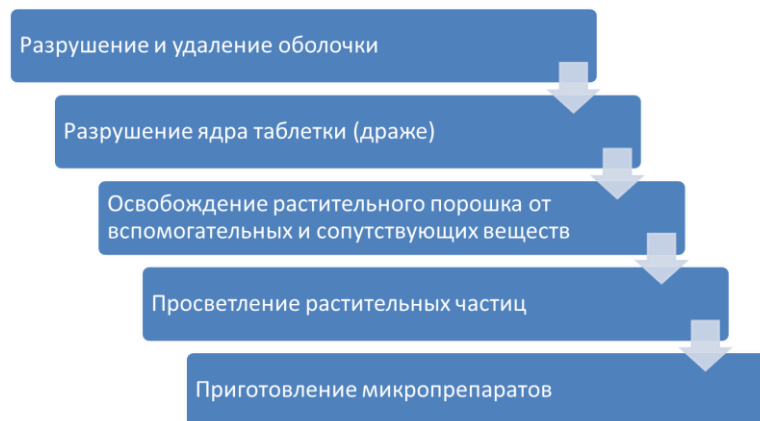 Разрушение и удаление оболочки
Разрушение ядра таблетки (драже)
Освобождение растительного порошка от
вспомогательных и сопутствующих веществ
Просветление растительных частиц
Приготовление микропрепаратов